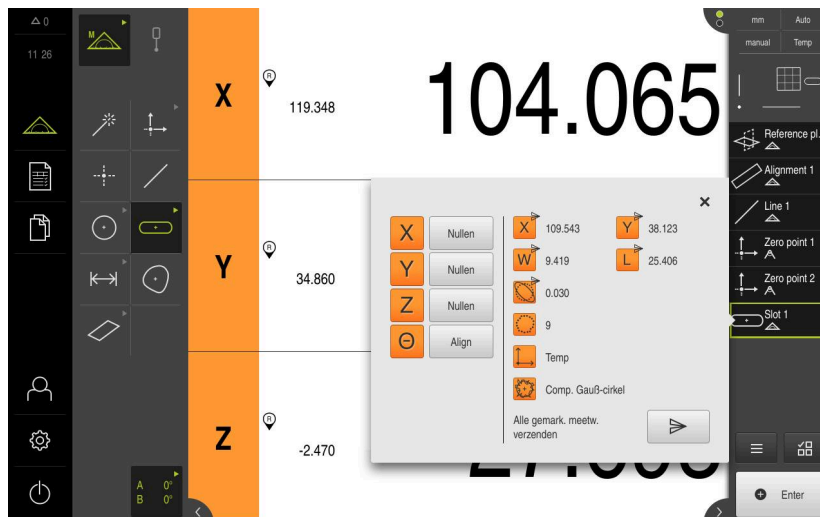 0
11 26
M
A 0°
B 0°
X
R
119.348
104.065
Y
R
34.860
Z
R
-2.470
X Nullen
Y Nullen
Z Nullen
Θ Align
X 109.543 Y 38.123
W 9.419 L 25.406
0.030
9
Temp
Comp. Gauß-cirkel
Alle gemark. meetw.
verzenden
mm Auto
manual Temp
Reference pl.
Alignment 1
Line 1
Zero point 1
Zero point 2
Slot 1
Enter